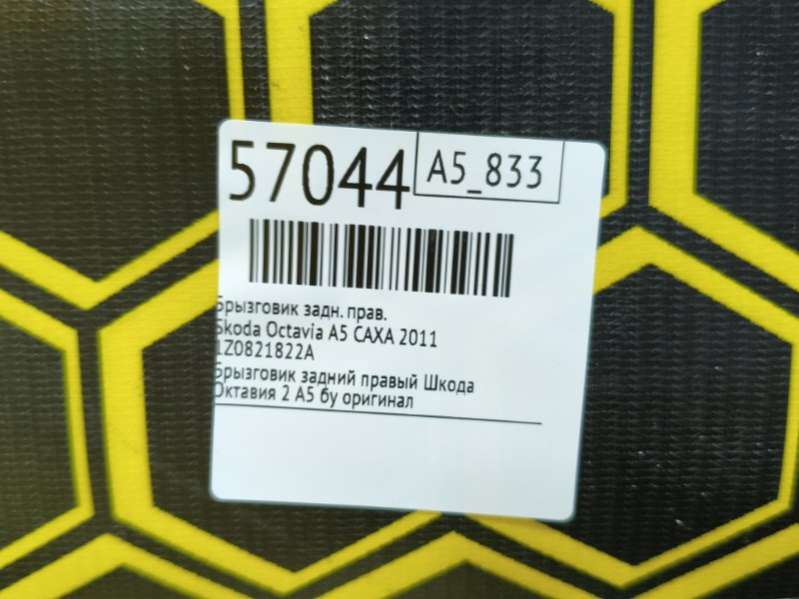 57044
A5_833
Брызговик задн. прав.
Skoda Octavia A5 CAXA 2011
1Z0821822A
Брызговик задний правый Шкода
Октавия 2 А5 бу оригинал